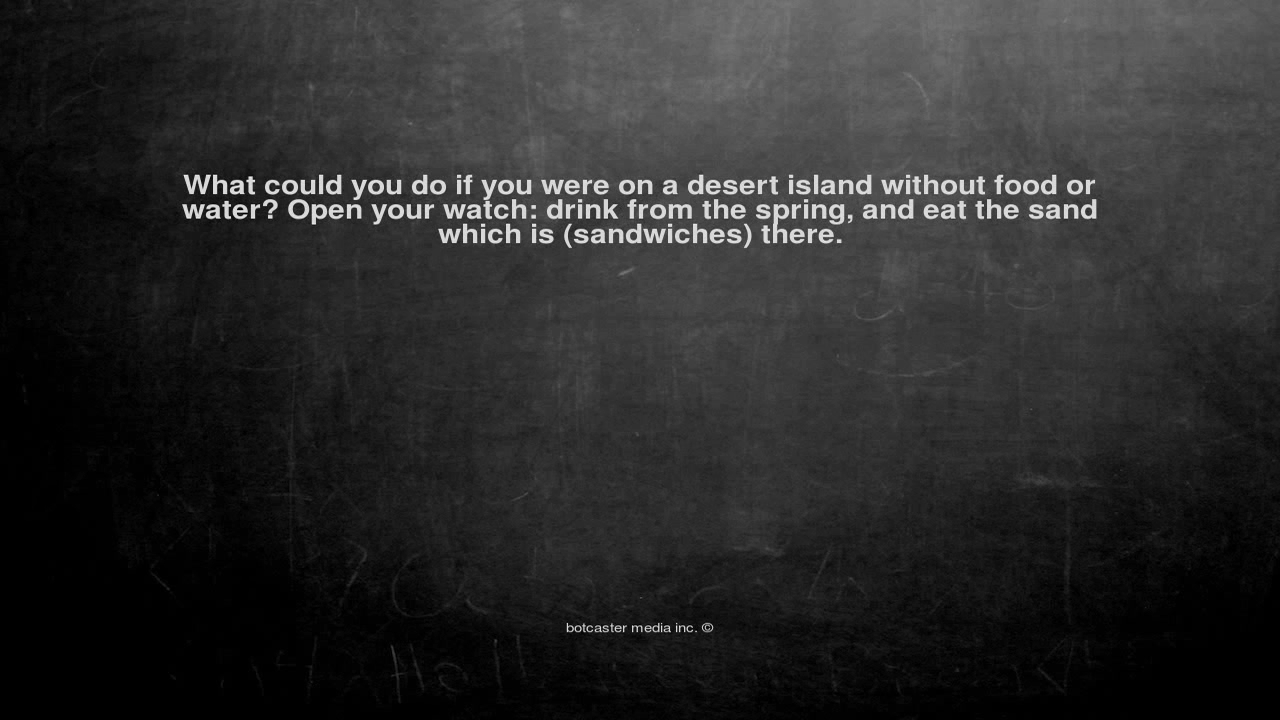 What could you do if you were on a desert island without food or
water? Open your watch: drink from the spring, and eat the sand
which is (sandwiches) there.
botcaster media inc. ©